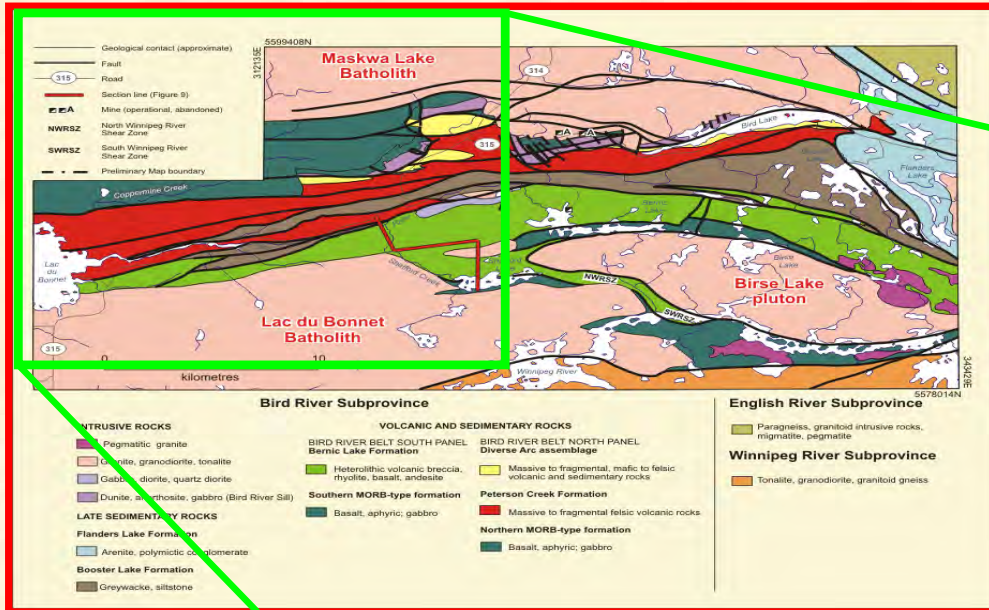 Geological contact (approximate)
Fault
315 Road
Section line (Figure 9)
A Mine (operational, abandoned)
NWRSZ North Winnipeg River
Shear Zone
SWRSZ South Winnipeg River
Shear Zone
Preliminary Map boundary
5599408N
312135E
Maskwa Lake
Batholith
314
315
A A
Bird Lake
Flanders
Lake
Coppermine Creek
Lac
du
Bonnet
Shatford Creek
Birse
Lake
NWRSZ
SWRSZ
Birse Lake
pluton
Lac du Bonnet
Batholith
315
0 10
kilometres
Winnipeg River
343429E
5578014N
Bird River Subprovince
INTRUSIVE ROCKS
Pegmatitic granite
Granite, granodiorite, tonalite
Gabbro, diorite, quartz diorite
Dunite, anorthosite, gabbro (Bird River Sill)
LATE SEDIMENTARY ROCKS
Flanders Lake Formation
Arenite, polymictic conglomerate
Booster Lake Formation
Greywacke, siltstone
VOLCANIC AND SEDIMENTARY ROCKS
BIRD RIVER BELT SOUTH PANEL
Bernic Lake Formation
Heterolithic volcanic breccia,
rhyolite, basalt, andesite
Southern MORB-type formation
Basalt, aphyric; gabbro
BIRD RIVER BELT NORTH PANEL
Diverse Arc assemblage
Massive to fragmental, mafic to felsic
volcanic and sedimentary rocks
Peterson Creek Formation
Massive to fragmental felsic volcanic rocks
Northern MORB-type formation
Basalt, aphyric; gabbro
English River Subprovince
Paragneiss, granitoid intrusive rocks,
migmatite, pegmatite
Winnipeg River Subprovince
Tonalite, granodiorite, granitoid gneiss